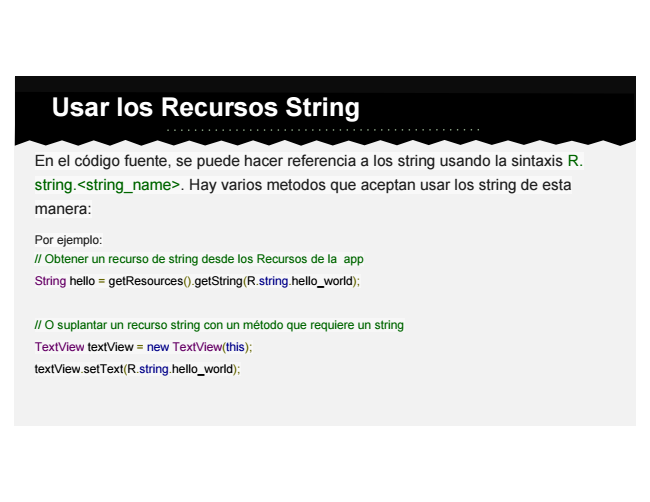 Usar los Recursos String
En el código fuente, se puede hacer referencia a los string usando la sintaxis R.
string.<string_name>. Hay varios metodos que aceptan usar los string de esta
manera:
Por ejemplo:
// Obtener un recurso de string desde los Recursos de la  app
String hello = getResources().getString(R.string.hello_world);
// O suplantar un recurso string con un método que requiere un string
TextView textView = new TextView(this);
textView.setText(R.string.hello_world);